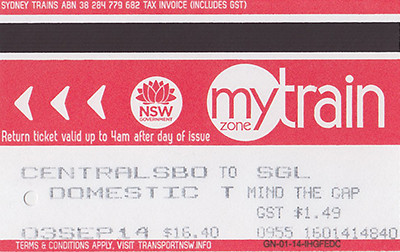 SYDNEY TRAINS ABN 38 284 779 682 TAX INVOICE (INCLUDES GST)
NSW
GOVERNMENT
mytrain
zone
Return ticket valid up to 4am after day of issue
CENTRALSBO TO SGL
DOMESTIC T MIND THE GAP
GST $1.49
03SEP14 $16.40 0955 1601414840
TERMS & CONDITIONS APPLY, VISIT TRANSPORTNSW.INFO GN-01-14-IHGFEDC